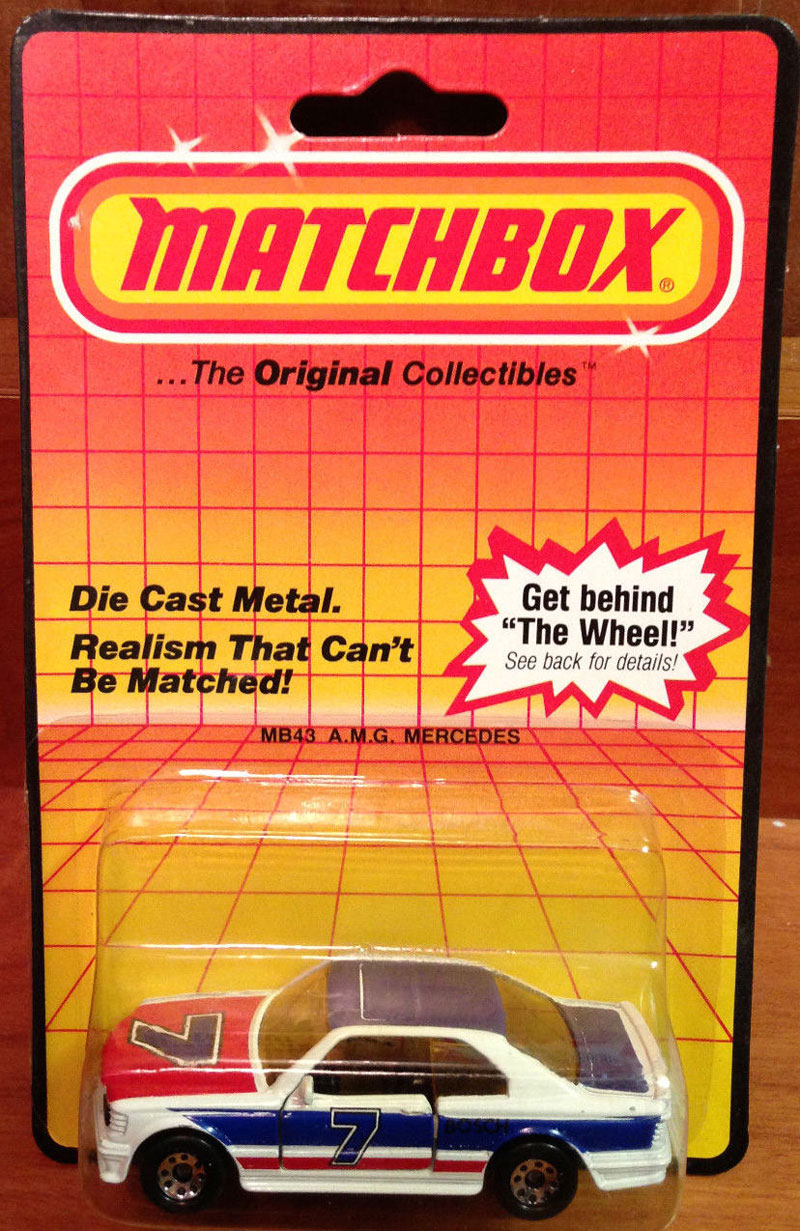 MATCHBOX®
...The Original Collectibles™
Die Cast Metal.
Realism That Can't
Be Matched!
Get behind
“The Wheel!”
See back for details!
MB43 A.M.G. MERCEDES
7
7
BOSCH